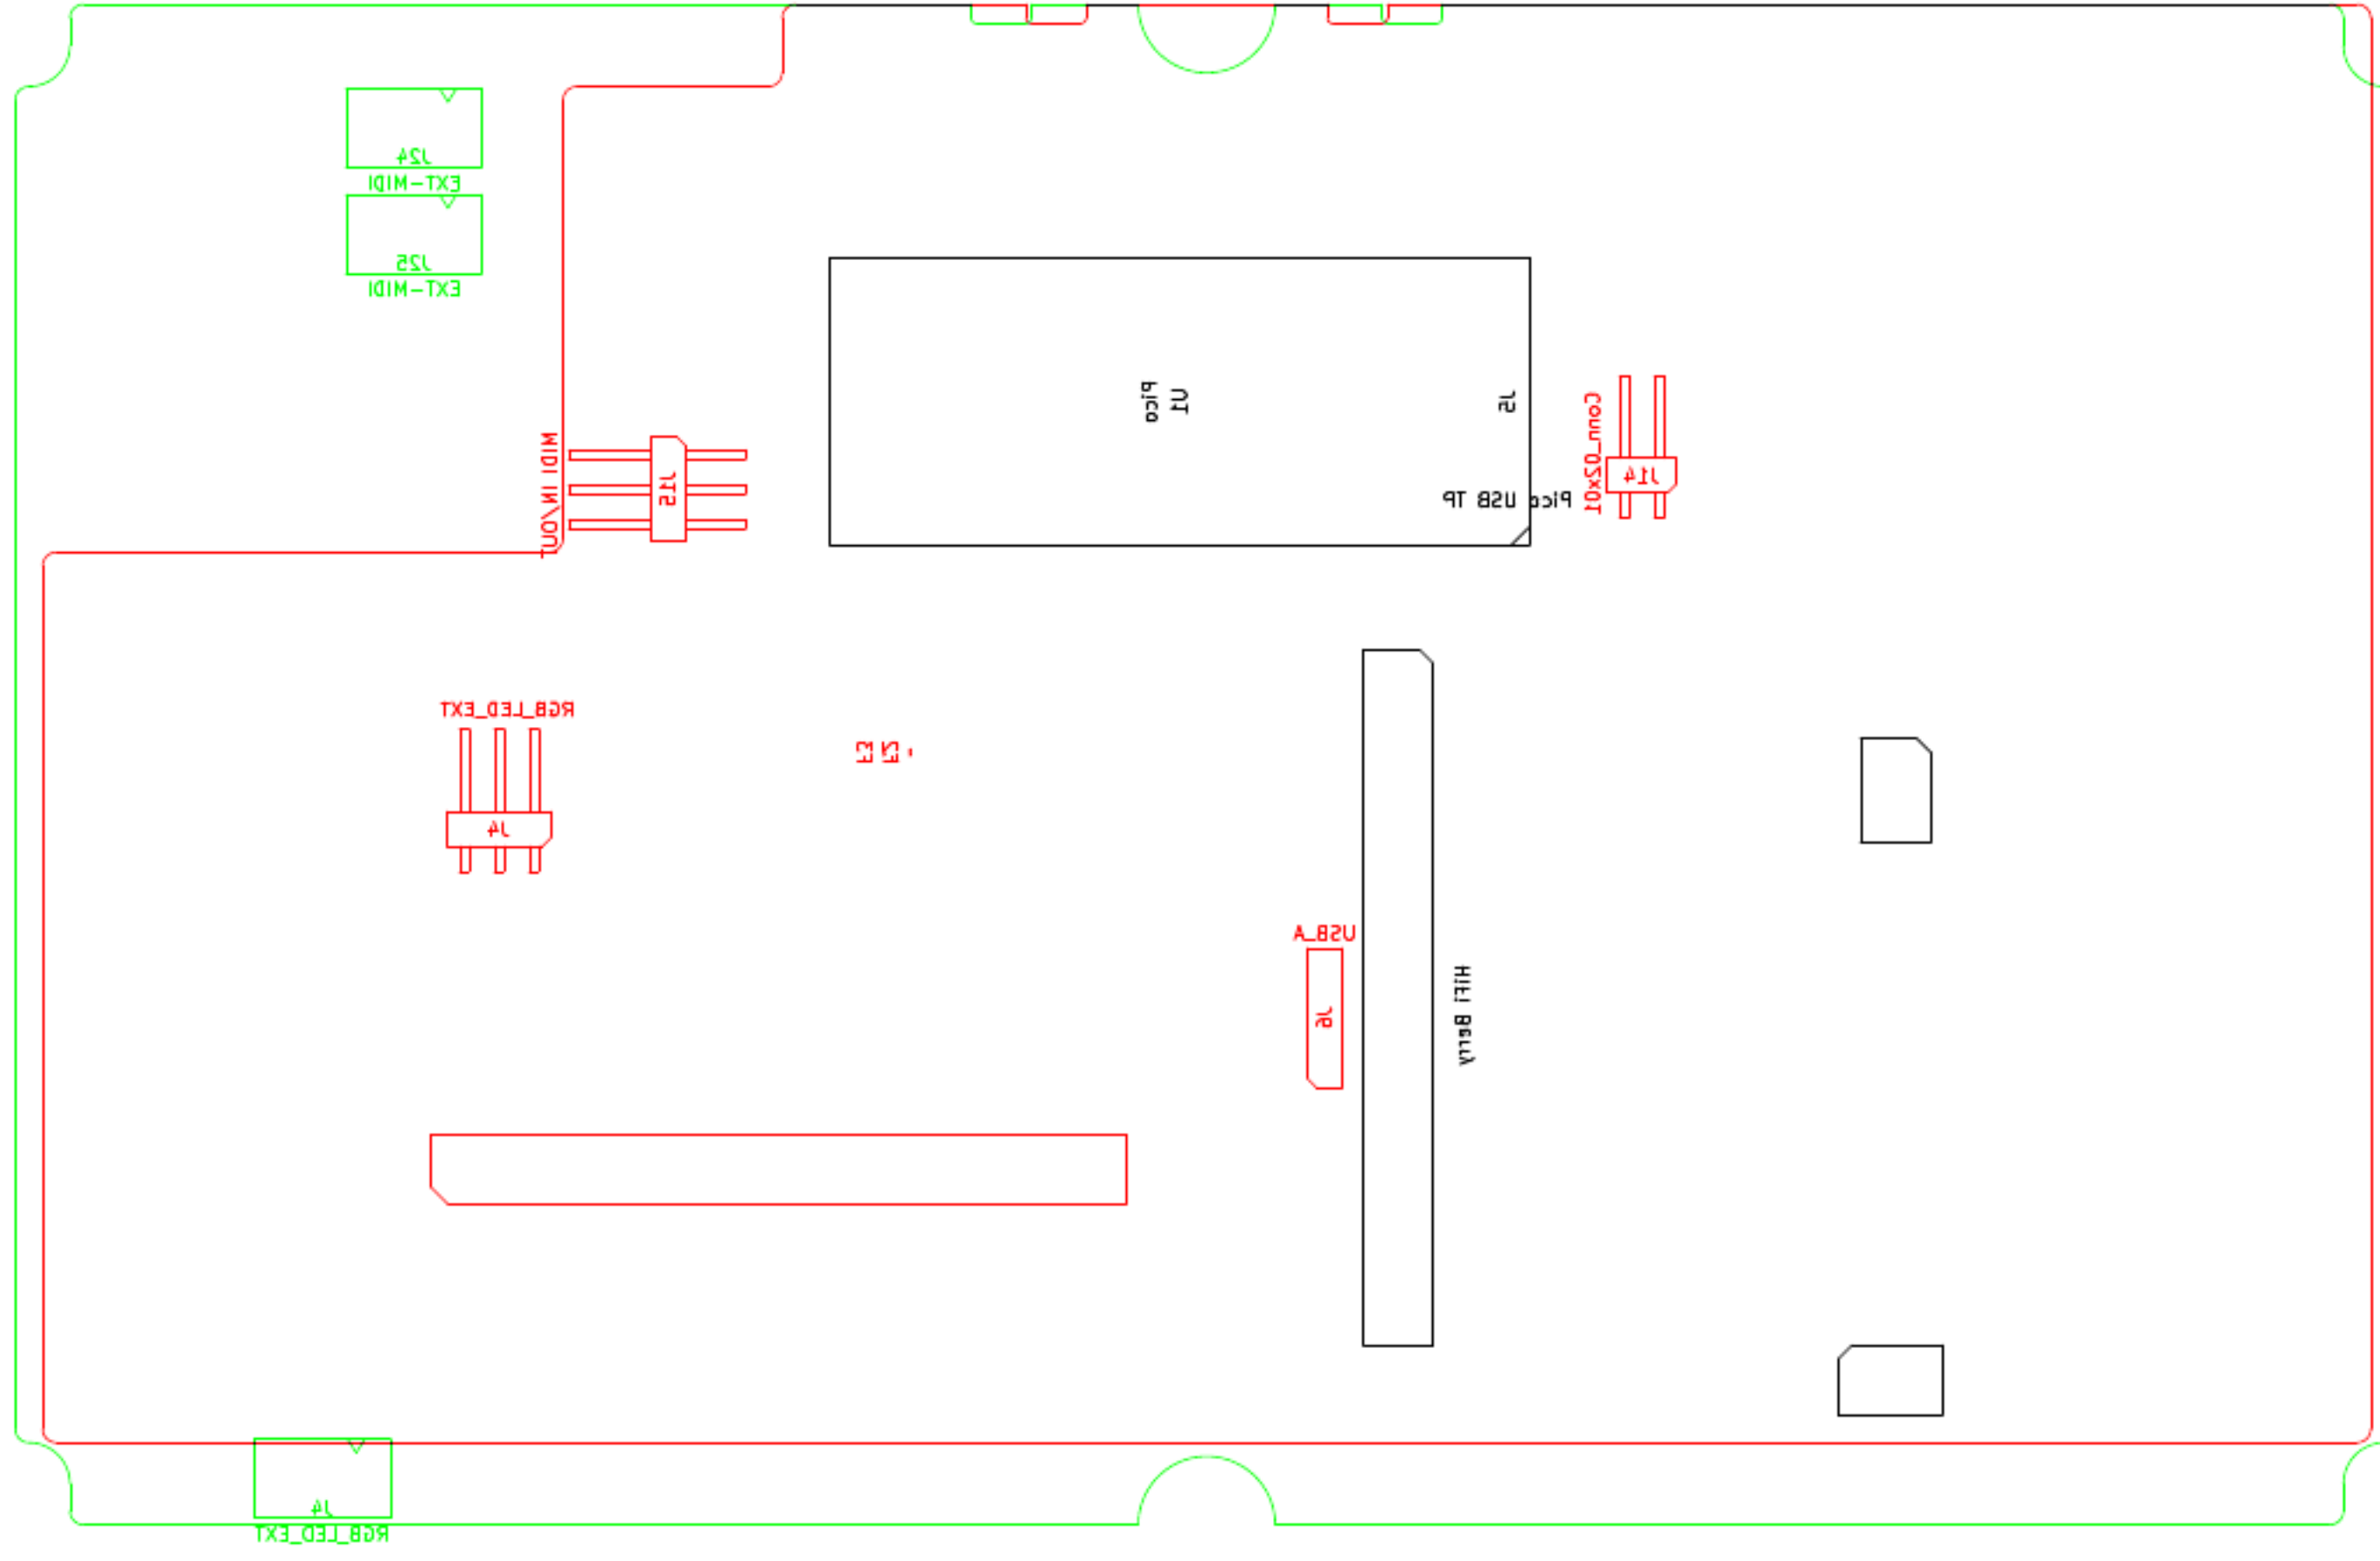 J24
EXT-MIDI
J25
EXT-MIDI
Pico
U1
J5
Pico USB TP
Conn_02x01
J14
MIDI IN/OUT
J15
RGB_LED_EXT
J4
USB_A
J6
HiFi Berry
J4
RGB_LED_EXT